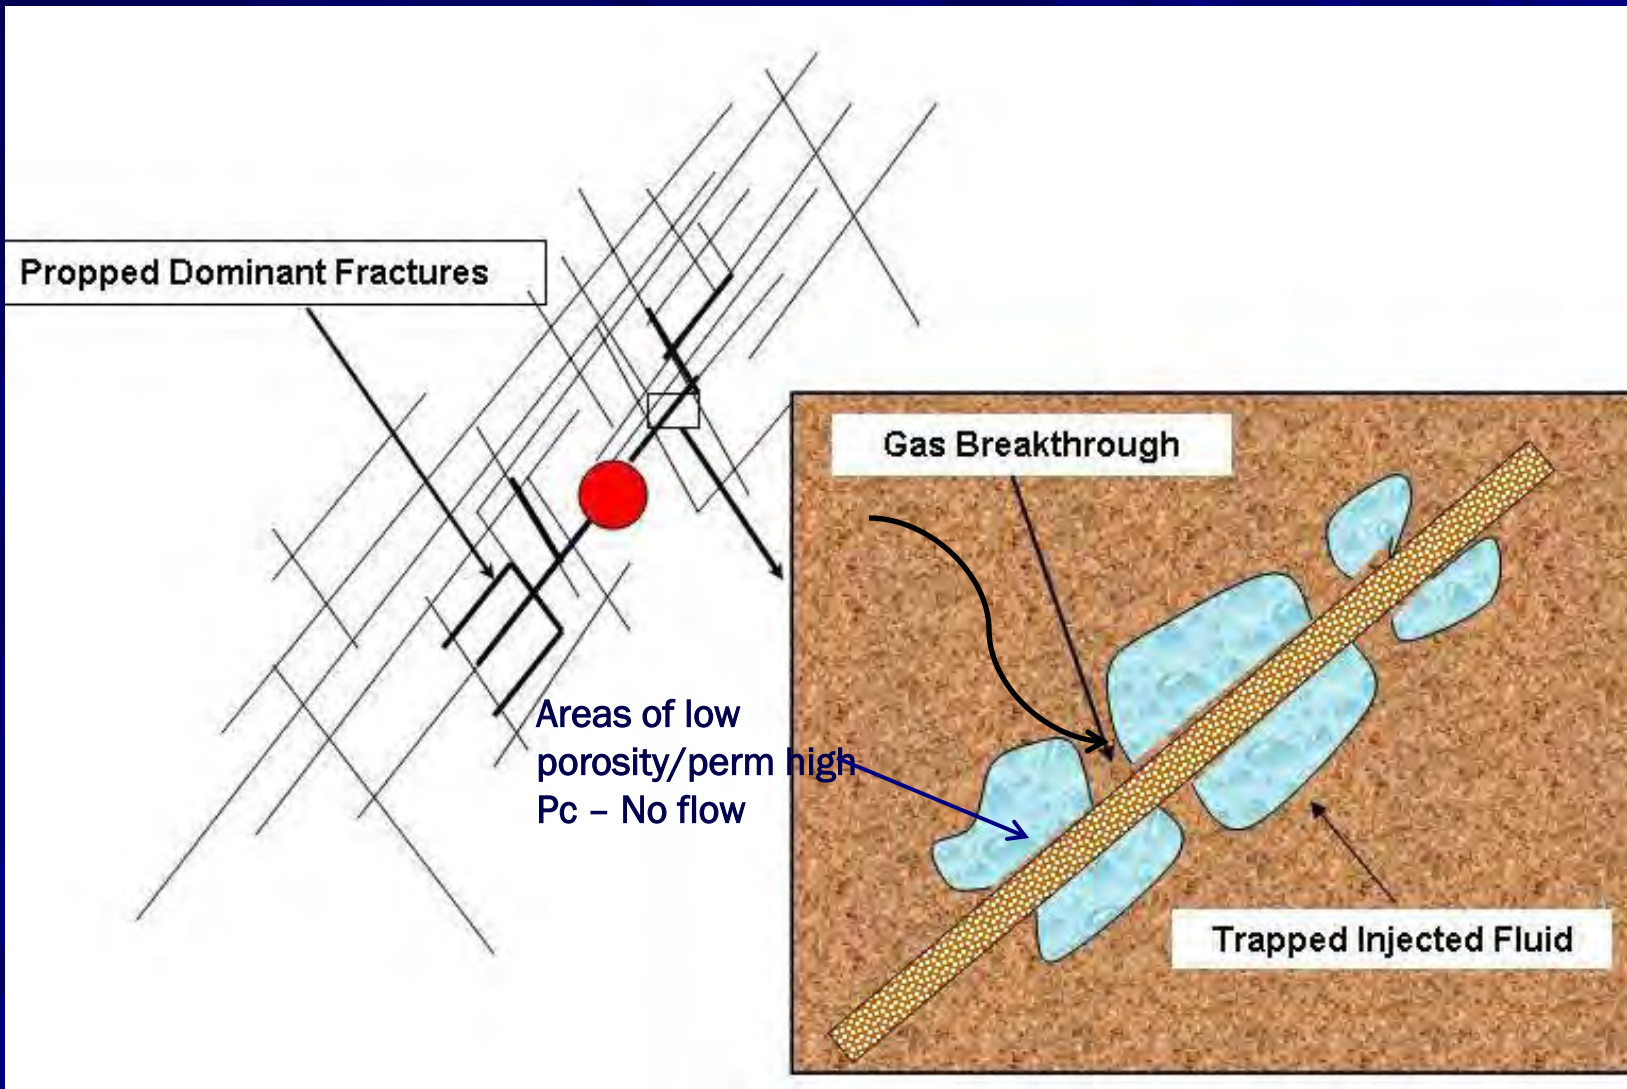 Propped Dominant Fractures
Gas Breakthrough
Areas of low
porosity/perm high
Pc – No flow
Trapped Injected Fluid